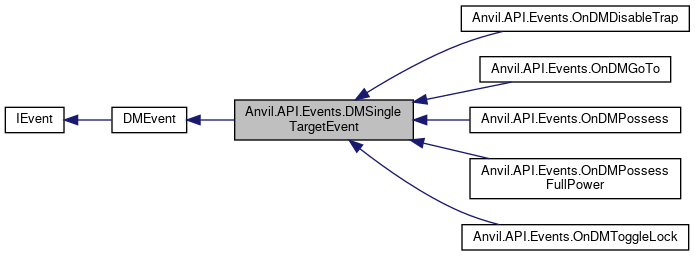 IEvent
DMEvent
Anvil.API.Events.DMSingle
TargetEvent
Anvil.API.Events.OnDMDisableTrap
Anvil.API.Events.OnDMGoTo
Anvil.API.Events.OnDMPossess
Anvil.API.Events.OnDMPossess
FullPower
Anvil.API.Events.OnDMToggleLock